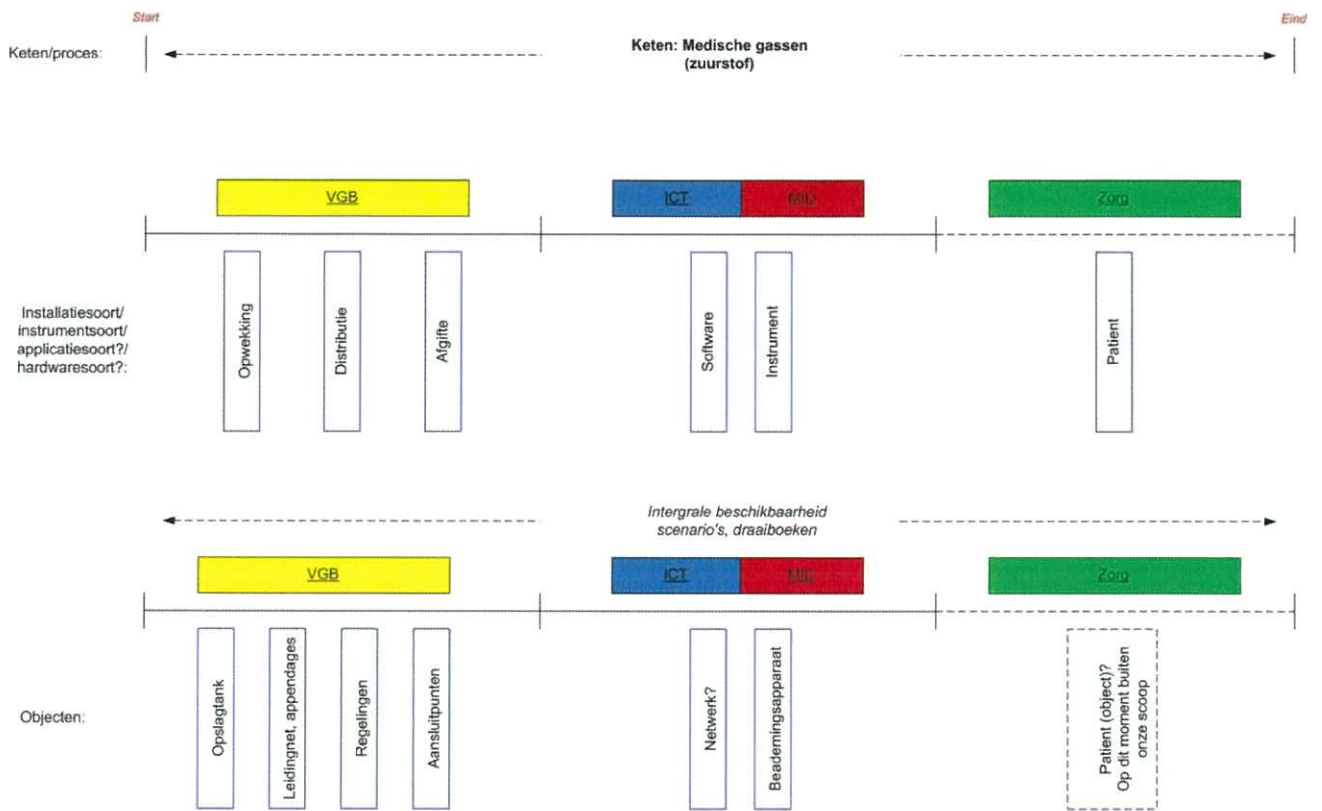 Start
Eind
Keten/proces:
Keten: Medische gassen
(zuurstof)
VGB
ICT
MID
Zorg
Installatiesoort/
instrumentsoort/
applicatiesoort?/
hardwaresoort?:
Opwekking
Distributie
Afgifte
Software
Instrument
Patient
Intergrale beschikbaarheid
scenario's, draaiboeken
VGB
ICT
MID
Zorg
Objecten:
Opslagtank
Leidingnet, appendages
Regelingen
Aansluitpunten
Netwerk?
Beademingsapparaat
Patient (object)?
Op dit moment buiten
onze scoop